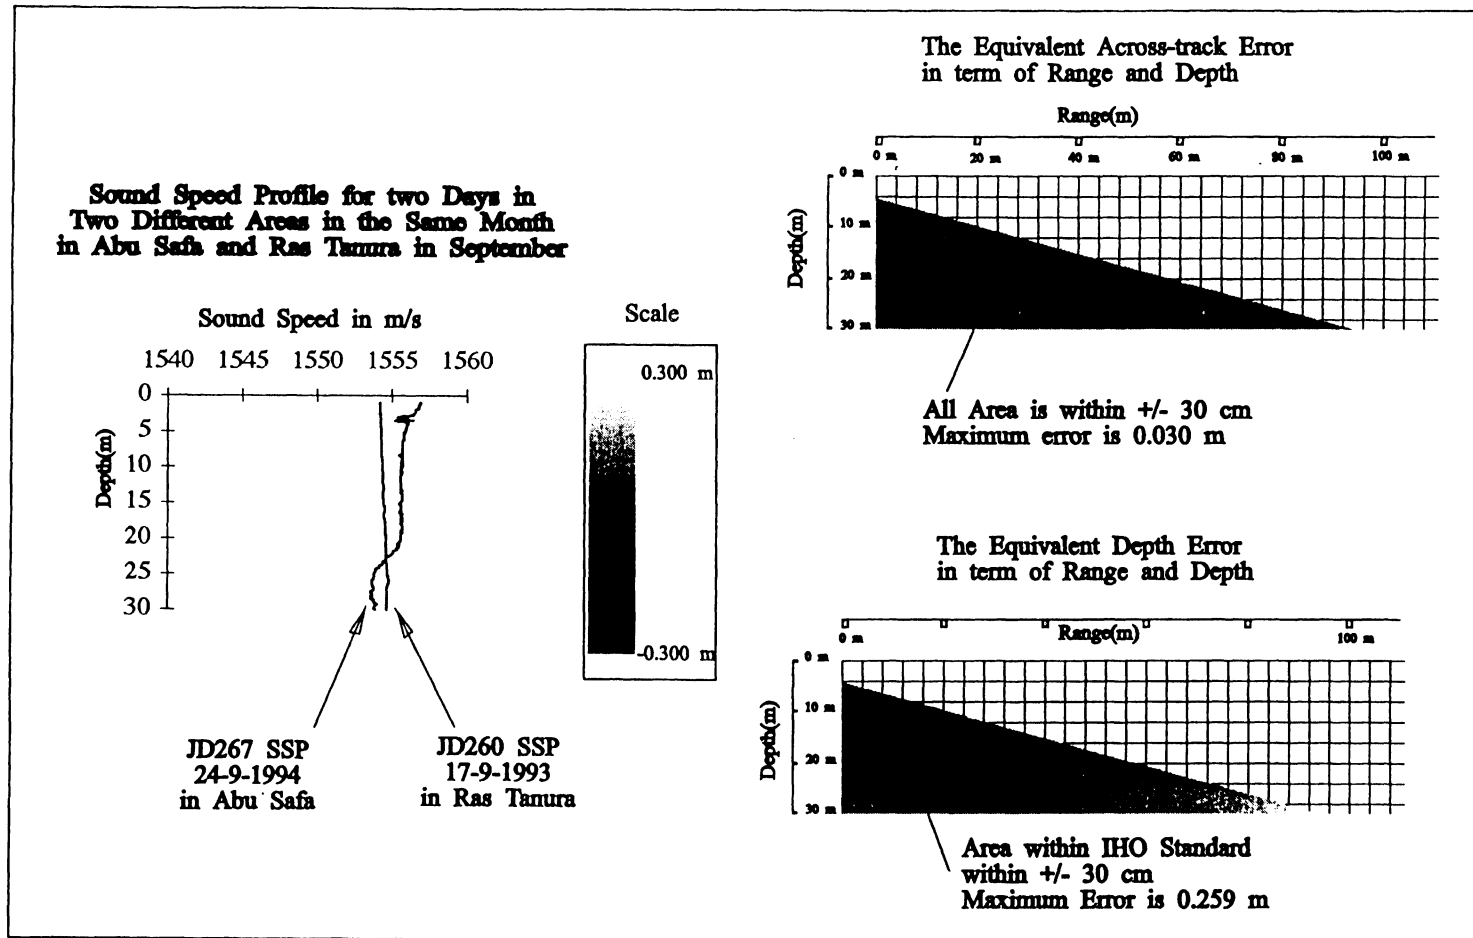 Sound Speed Profile for two Days in
Two Different Areas in the Same Month
in Abu Safa and Ras Tanura in September
Sound Speed in m/s
1540 1545 1550 1555 1560
Depth(m)
0
5
10
15
20
25
30
JD267 SSP
24-9-1994
in Abu Safa
JD260 SSP
17-9-1993
in Ras Tanura
Scale
0.300 m
-0.300 m
The Equivalent Across-track Error
in term of Range and Depth
Range(m)
0 m 20 m 40 m 60 m 80 m 100 m
Depth(m)
0 m
10 m
20 m
30 m
All Area is within +/- 30 cm
Maximum error is 0.030 m
The Equivalent Depth Error
in term of Range and Depth
Range(m)
0 m 100 m
Depth(m)
0 m
10 m
20 m
30 m
Area within IHO Standard
within +/- 30 cm
Maximum Error is 0.259 m